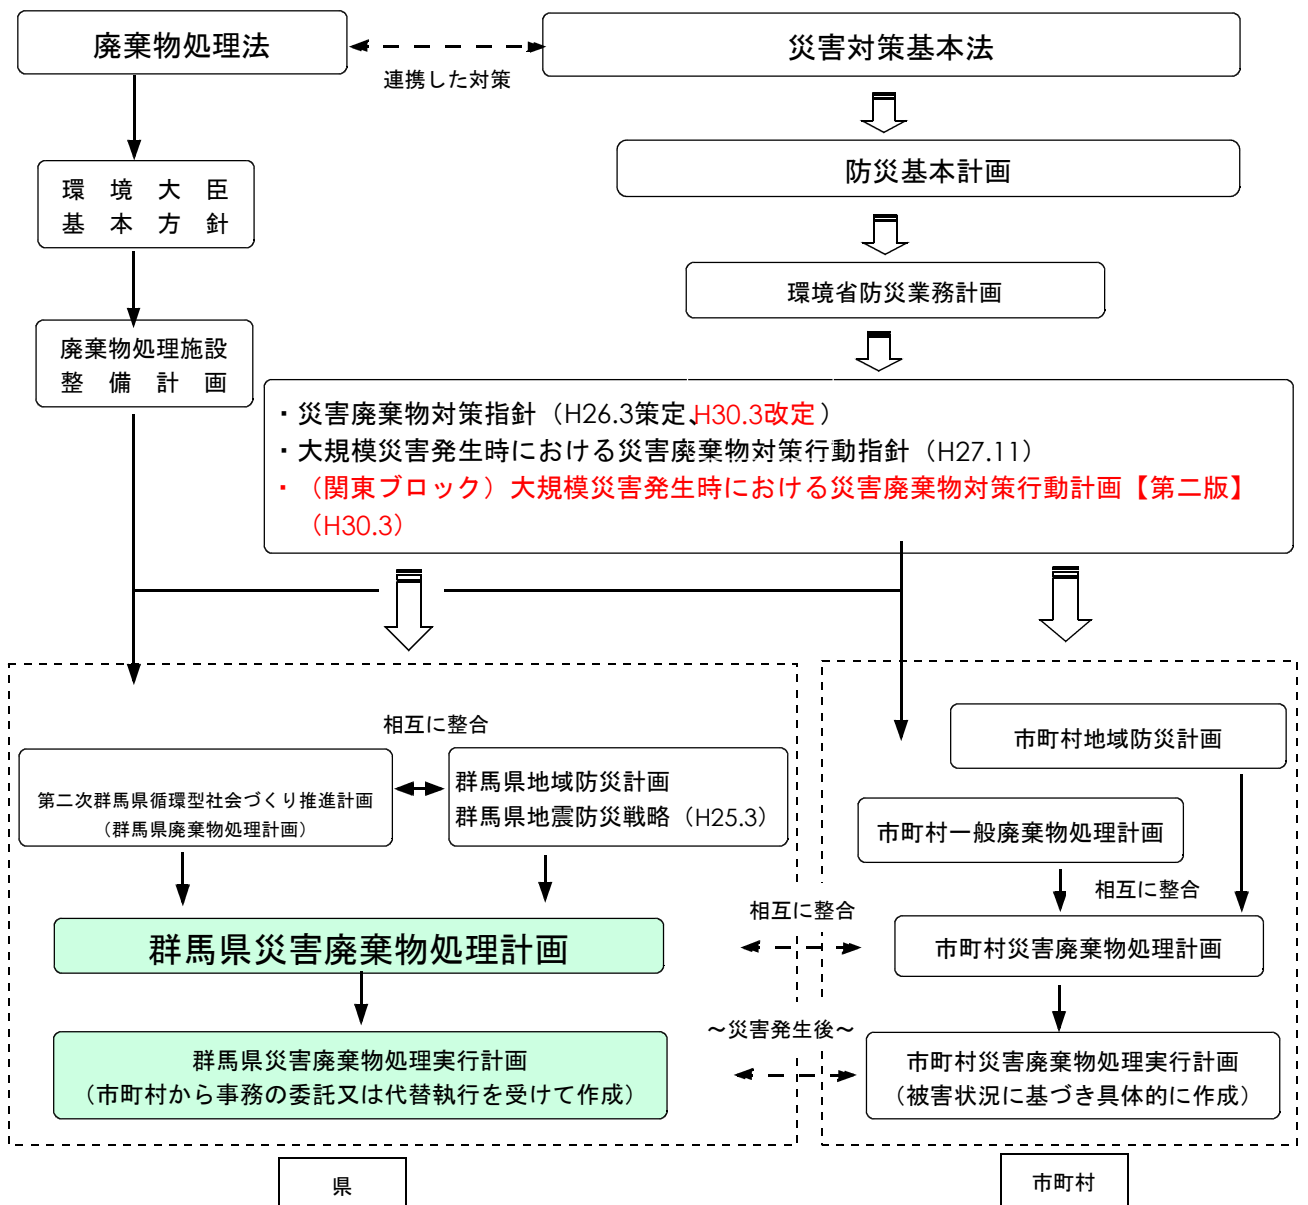 廃棄物処理法
災害対策基本法
連携した対策
防災基本計画
環境大臣
基本方針
環境省防災業務計画
廃棄物処理施設
整備計画
・災害廃棄物対策指針（H26.3策定、H30.3改定）
・大規模災害発生時における災害廃棄物対策行動指針（H27.11）
・（関東ブロック）大規模災害発生時における災害廃棄物対策行動計画【第二版】
（H30.3）
相互に整合
第二次群馬県循環型社会づくり推進計画
（群馬県廃棄物処理計画）
群馬県地域防災計画
群馬県地震防災戦略（H25.3）
市町村地域防災計画
市町村一般廃棄物処理計画
相互に整合
相互に整合
群馬県災害廃棄物処理計画
市町村災害廃棄物処理計画
～災害発生後～
群馬県災害廃棄物処理実行計画
（市町村から事務の委託又は代替執行を受けて作成）
市町村災害廃棄物処理実行計画
（被害状況に基づき具体的に作成）
県
市町村